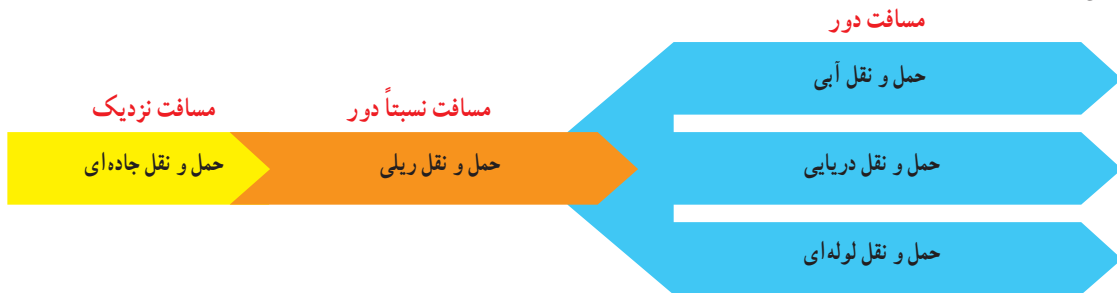 مسافت دور
حمل و نقل آبی
مسافت نسبتاً دور
مسافت نزدیک
حمل و نقل دریایی
حمل و نقل ریلی
حمل و نقل جاده‌ای
حمل و نقل لوله‌ای